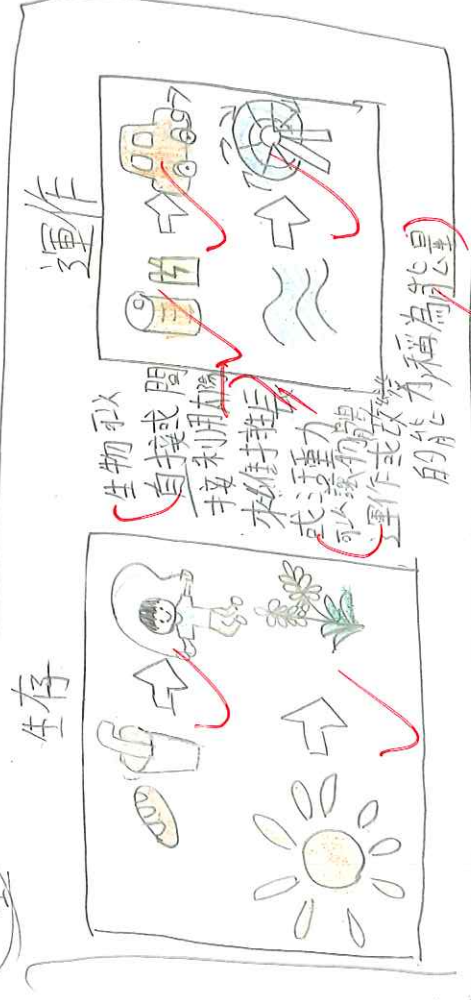 生存
運作
生物可以
直接或間
接利用太陽
來維持生存
或活動力
可以讓物體
運作或改變
的能力,稱為能量